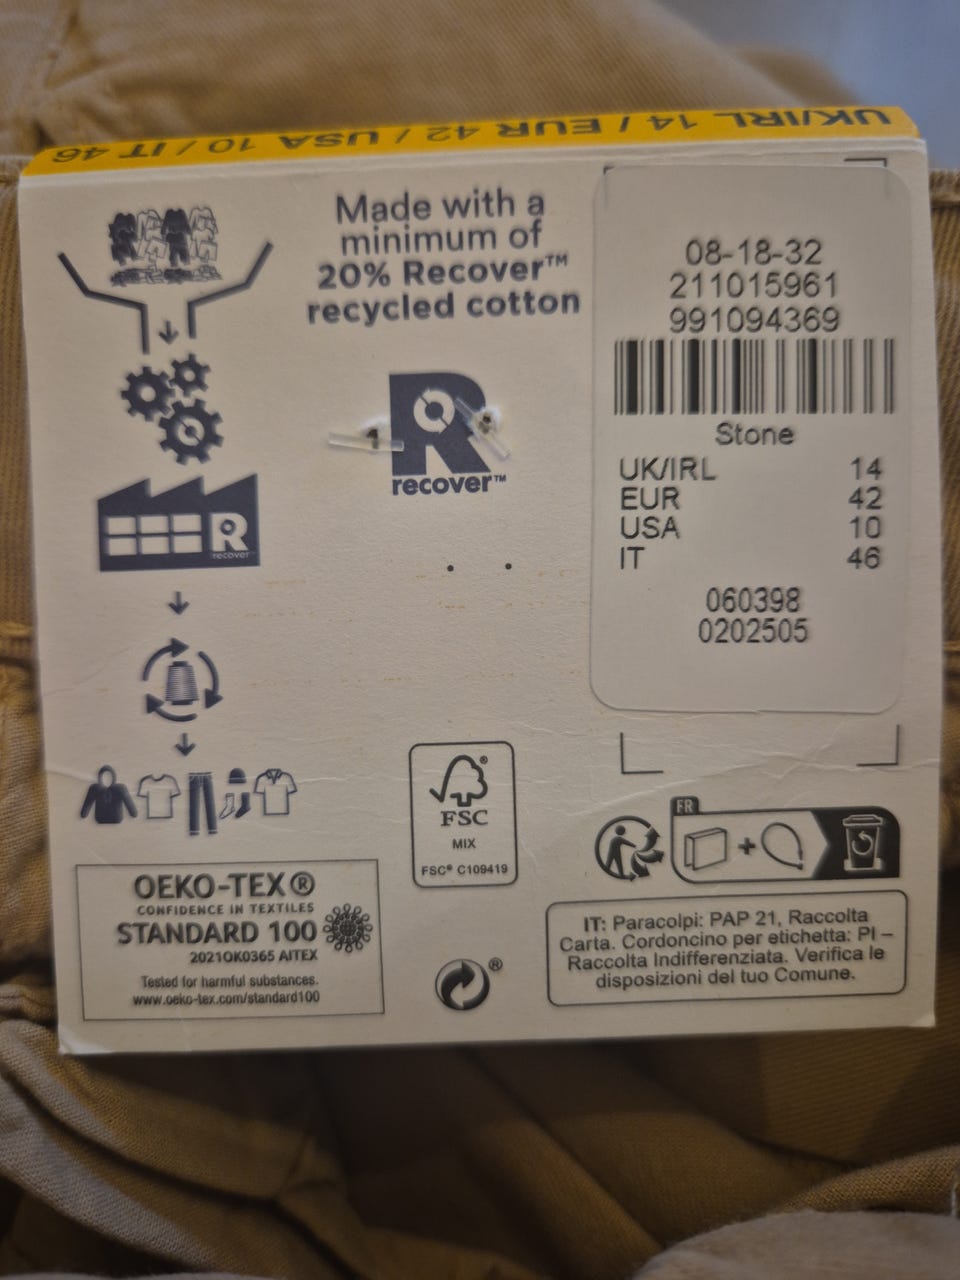 UK/IRL 14 / EUR 42 / USA 10 / IT 46
Made with a
minimum of
20% Recover™
recycled cotton
R
recover™
R
recover™
08-18-32
211015961
991094369
Stone
UK/IRL 14
EUR 42
USA 10
IT 46
060398
0202505
FSC®
MIX
FSC® C109419
FR
OEKO-TEX®
CONFIDENCE IN TEXTILES
STANDARD 100
2021OK0365 AITEX
Tested for harmful substances.
www.oeko-tex.com/standard100
®
IT: Paracolpi: PAP 21, Raccolta
Carta. Cordoncino per etichetta: PI –
Raccolta Indifferenziata. Verifica le
disposizioni del tuo Comune.